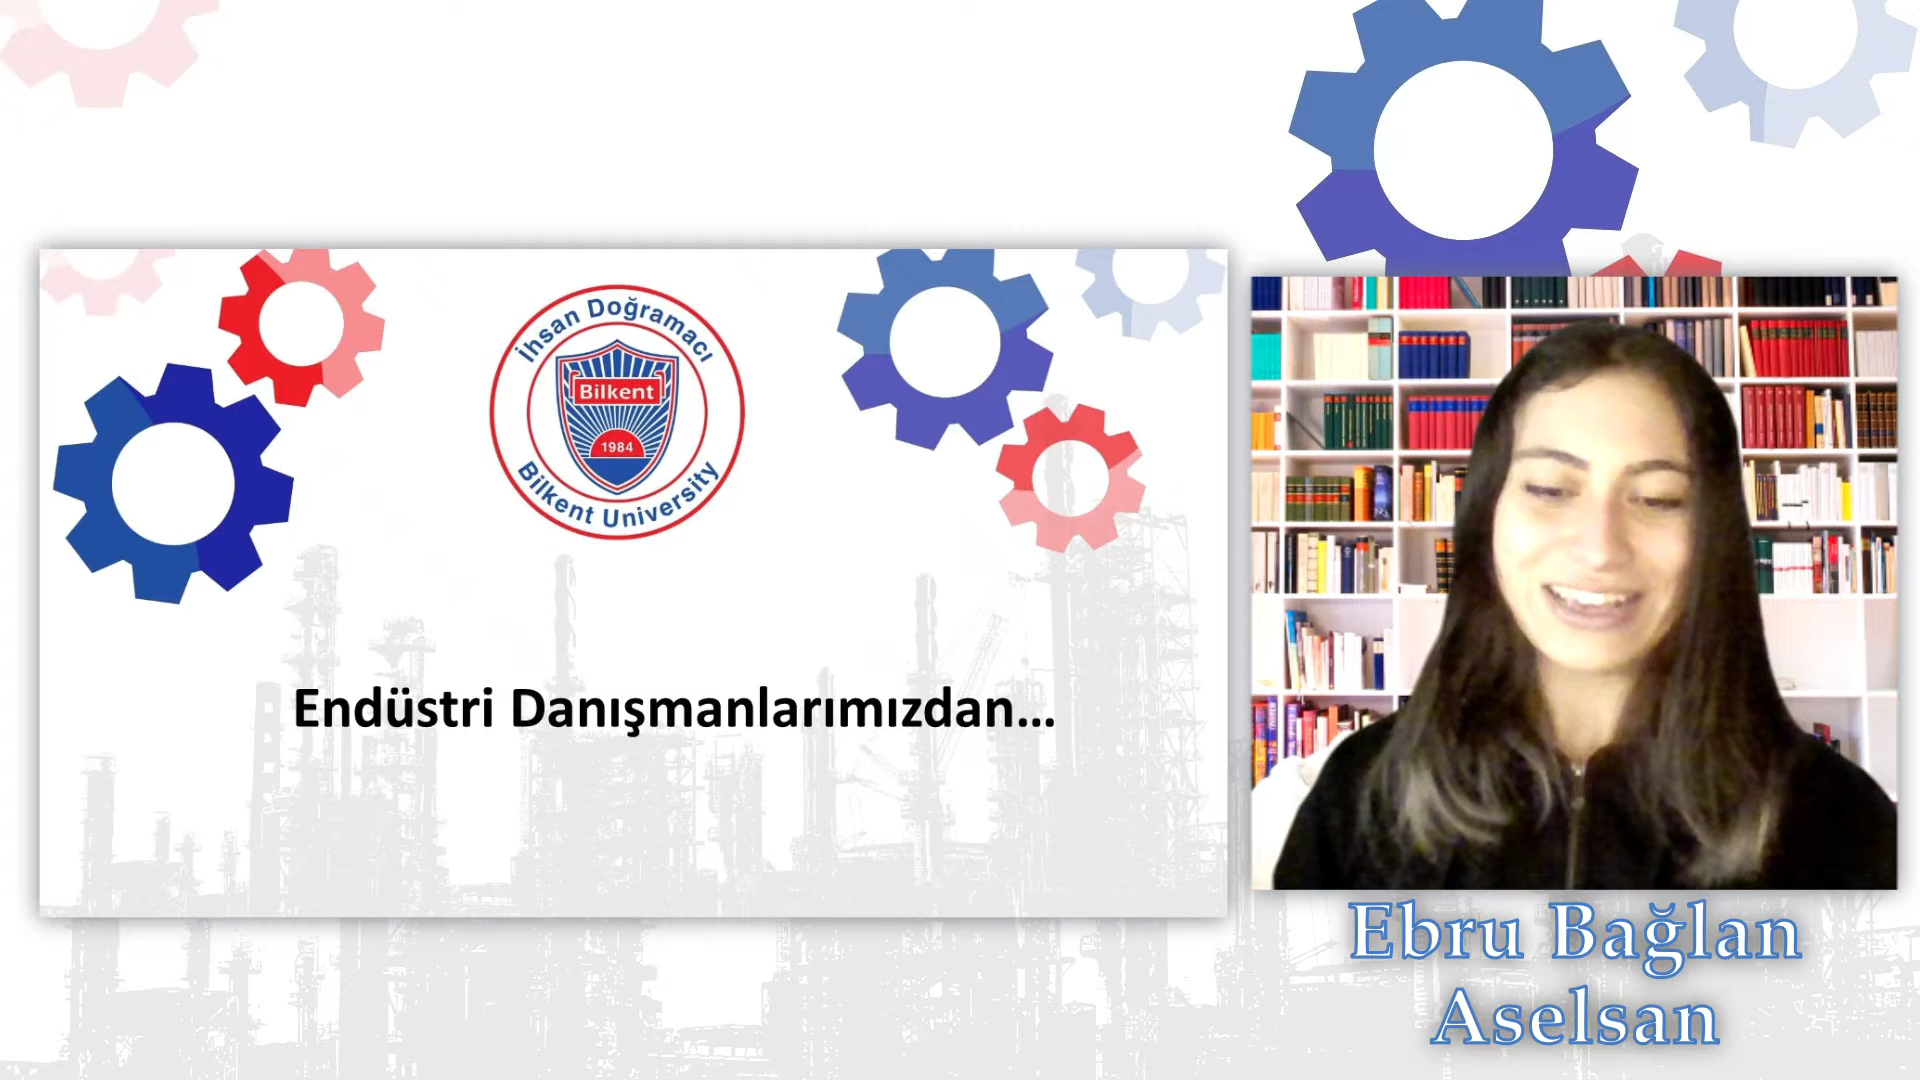 İhsan Doğramacı
Bilkent
1984
Bilkent University
Endüstri Danışmanlarımızdan...
Ebru Bağlan
Aselsan